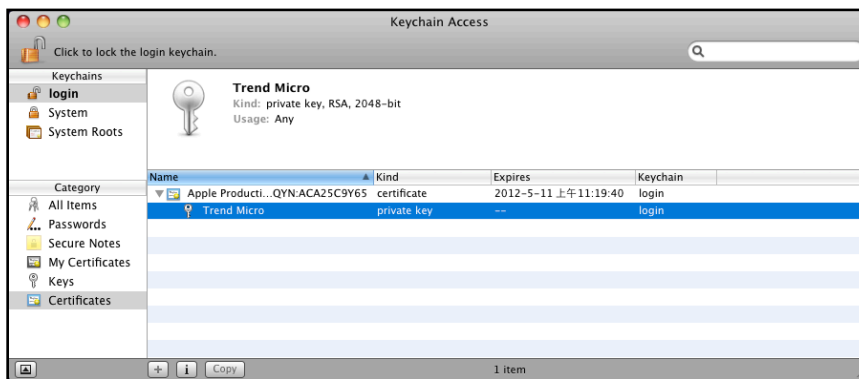 Keychain Access
Click to lock the login keychain.
Keychains
login
System
System Roots
Trend Micro
Kind: private key, RSA, 2048-bit
Usage: Any
Name Kind Expires Keychain
Apple Producti...QYN:ACA25C9Y65 certificate 2012-5-11 上午11:19:40 login
Trend Micro private key -- login
Category
All Items
Passwords
Secure Notes
My Certificates
Keys
Certificates
+ i Copy 1 item